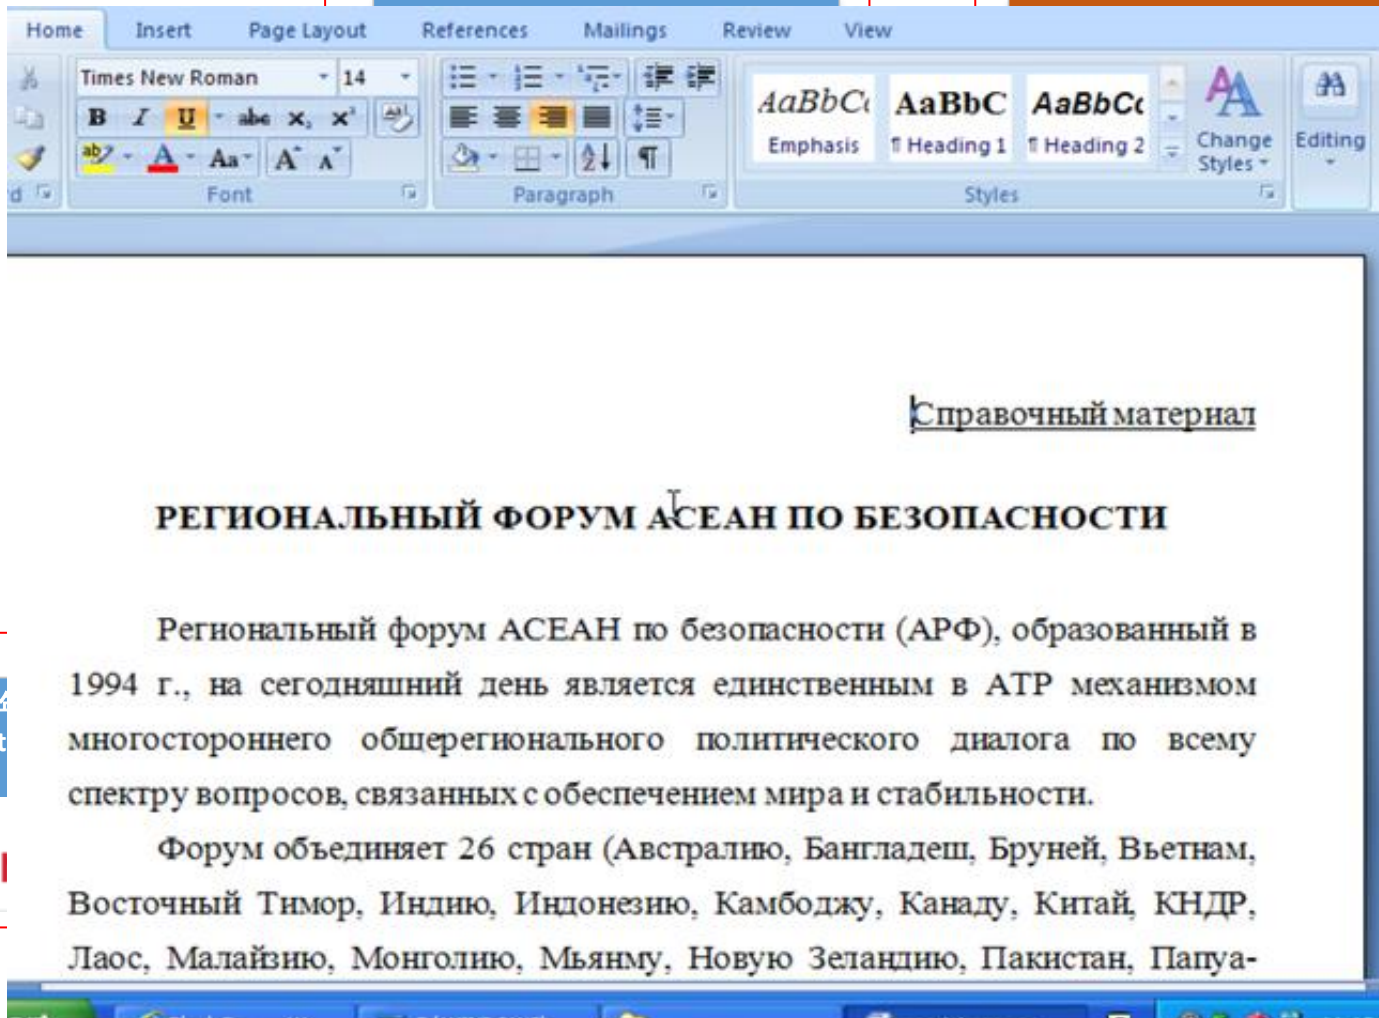 Home Insert Page Layout References Mailings Review View
Times New Roman 14
AaBbC AaBbC AaBbCc
Emphasis ¶ Heading 1 ¶ Heading 2 Change Styles Editing
Font Paragraph Styles
Справочный материал
РЕГИОНАЛЬНЫЙ ФОРУМ АСЕАН ПО БЕЗОПАСНОСТИ
Региональный форум АСЕАН по безопасности (АРФ), образованный в
1994 г., на сегодняшний день является единственным в АТР механизмом
многостороннего общерегионального политического диалога по всему
спектру вопросов, связанных с обеспечением мира и стабильности.
Форум объединяет 26 стран (Австралию, Бангладеш, Бруней, Вьетнам,
Восточный Тимор, Индию, Индонезию, Камбоджу, Канаду, Китай, КНДР,
Лаос, Малайзию, Монголию, Мьянму, Новую Зеландию, Пакистан, Папуа-